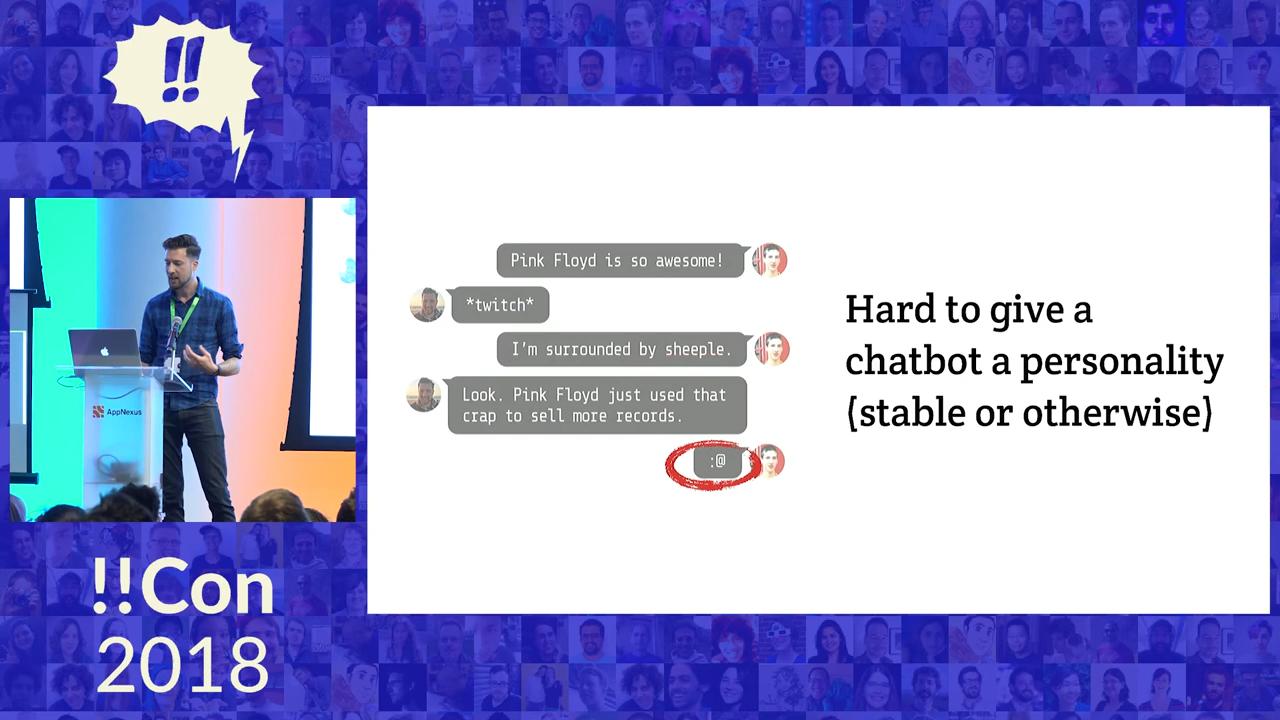 !!
Pink Floyd is so awesome!
*twitch*
I'm surrounded by sheeple.
Look. Pink Floyd just used that
crap to sell more records.
:@
Hard to give a
chatbot a personality
(stable or otherwise)
AppNexus
!!Con
2018